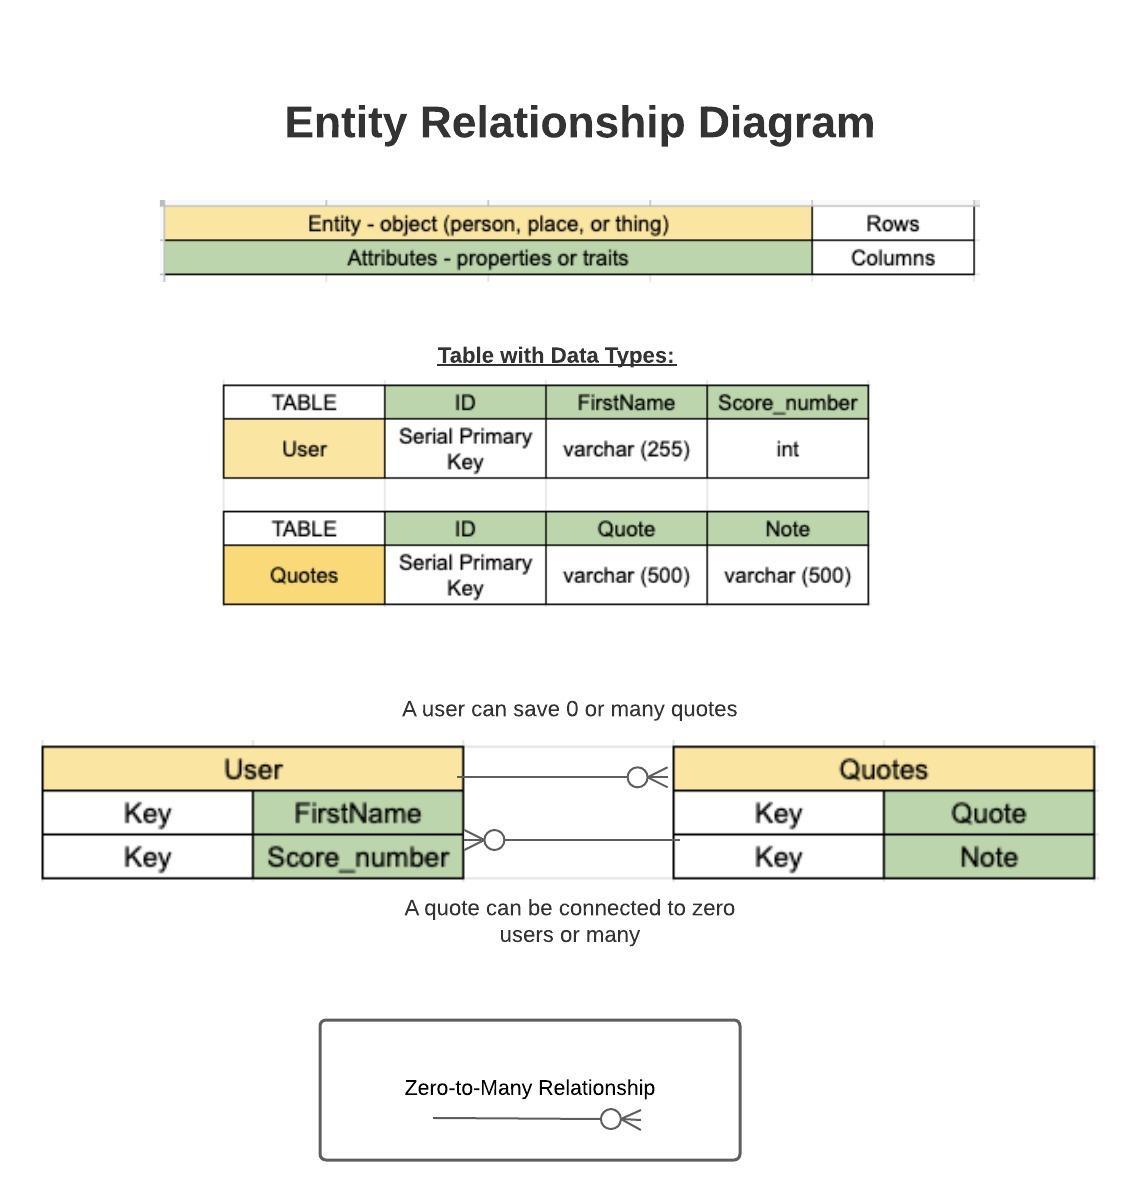 Entity Relationship Diagram
Entity - object (person, place, or thing) Rows
Attributes - properties or traits Columns
Table with Data Types:
TABLE ID FirstName Score_number
User Serial Primary Key varchar (255) int
TABLE ID Quote Note
Quotes Serial Primary Key varchar (500) varchar (500)
A user can save 0 or many quotes
User Quotes
Key FirstName Key Quote
Key Score_number Key Note
A quote can be connected to zero
users or many
Zero-to-Many Relationship